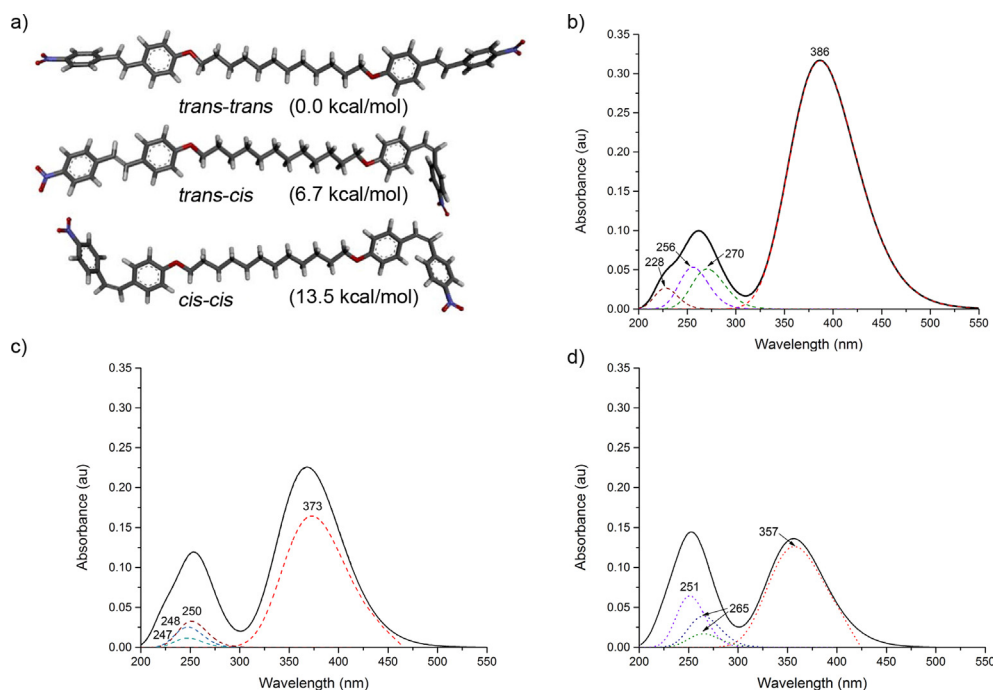 a)
trans-trans (0.0 kcal/mol)
trans-cis (6.7 kcal/mol)
cis-cis (13.5 kcal/mol)
b)
386
256
228
270
0.35
0.30
0.25
0.20
0.15
0.10
0.05
0.00
Absorbance (au)
200 250 300 350 400 450 500 550
Wavelength (nm)
c)
373
250
248
247
0.35
0.30
0.25
0.20
0.15
0.10
0.05
0.00
Absorbance (au)
200 250 300 350 400 450 500 550
Wavelength (nm)
d)
357
251
265
0.35
0.30
0.25
0.20
0.15
0.10
0.05
0.00
Absorbance (au)
200 250 300 350 400 450 500 550
Wavelength (nm)